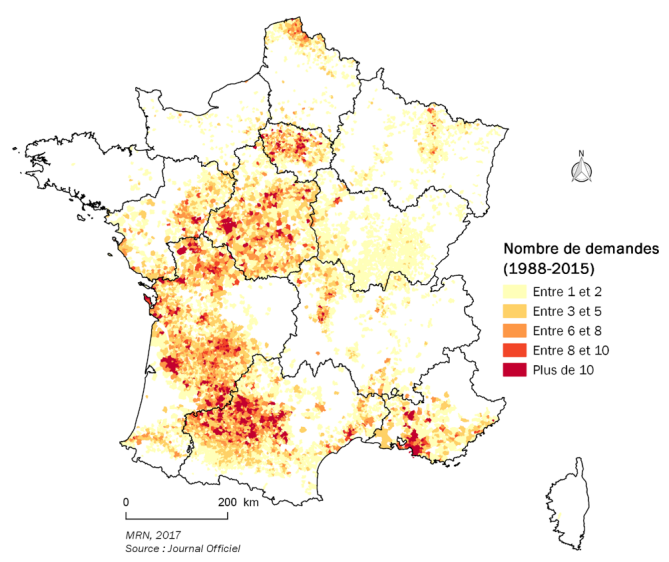 N
Nombre de demandes
(1988-2015)
Entre 1 et 2
Entre 3 et 5
Entre 6 et 8
Entre 8 et 10
Plus de 10
0 200 km
MRN, 2017
Source : Journal Officiel